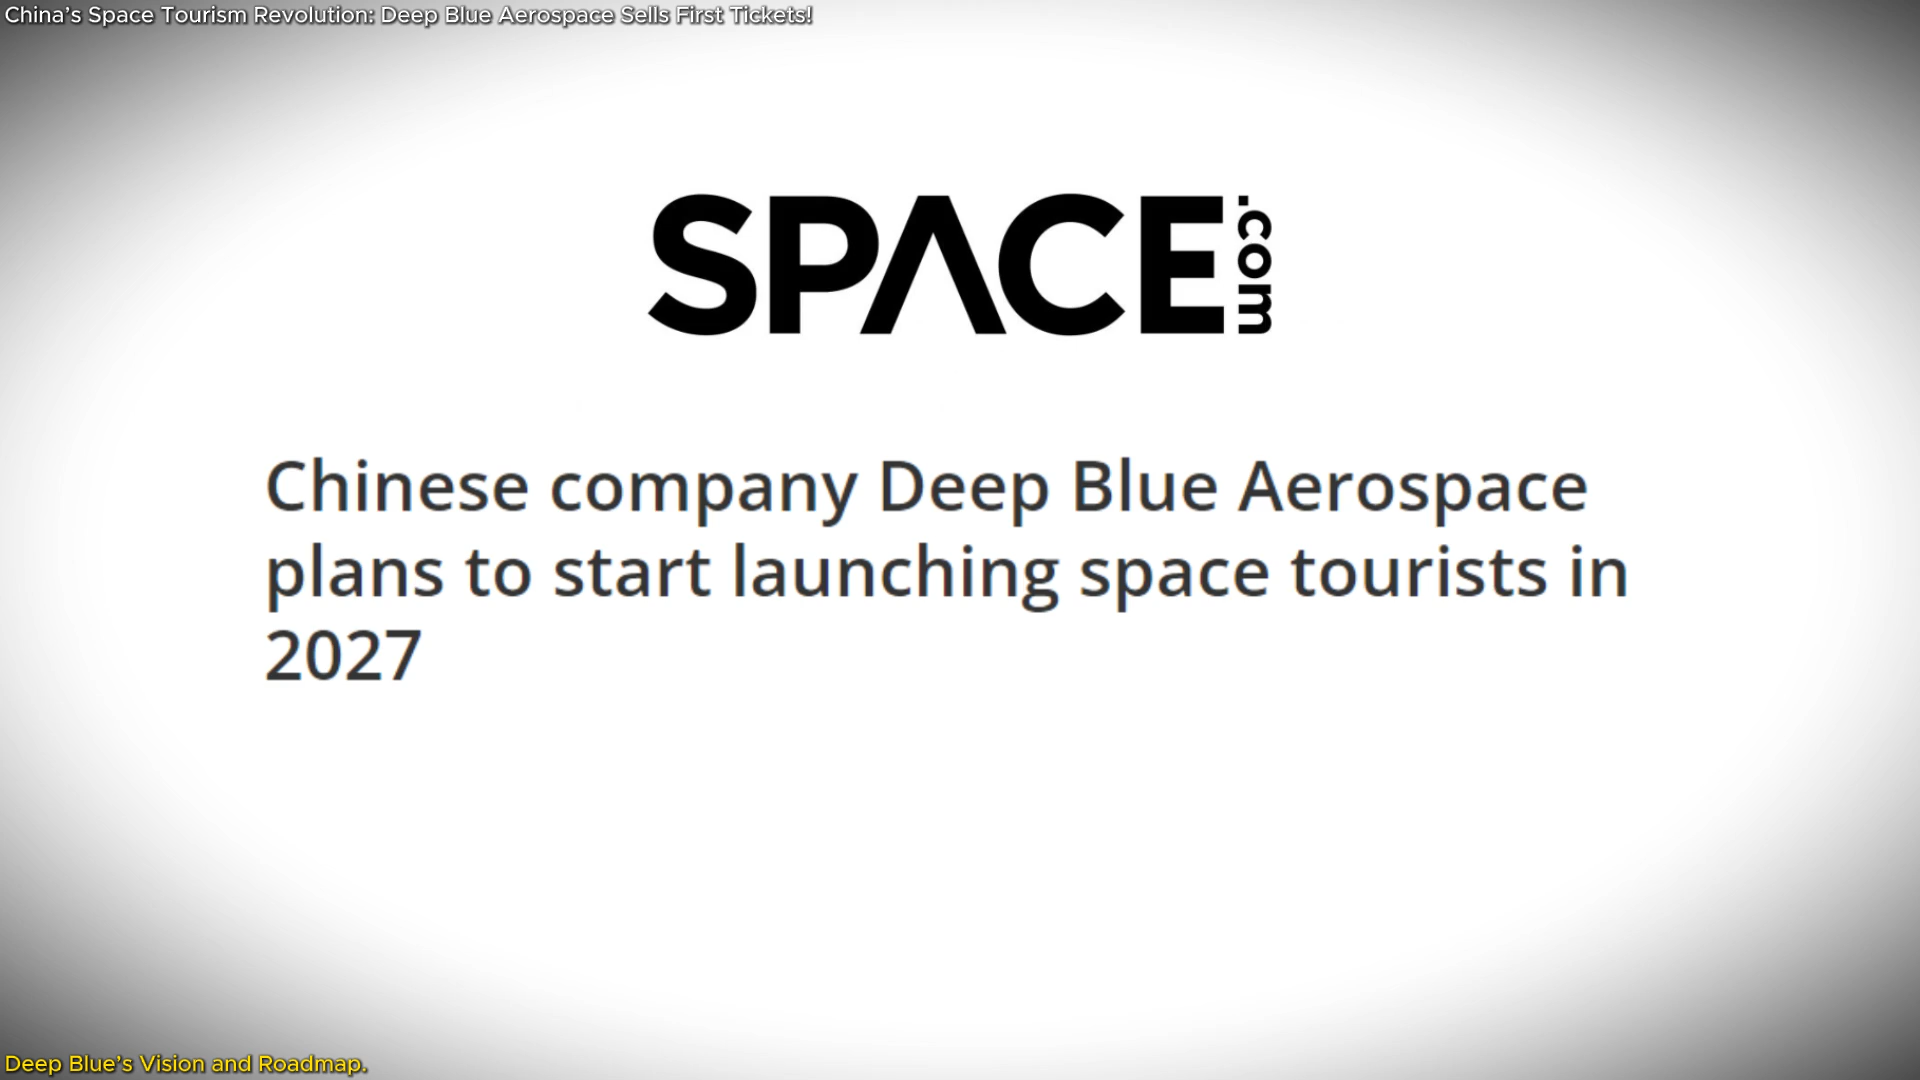 China’s Space Tourism Revolution: Deep Blue Aerospace Sells First Tickets!
SPACE.com
Chinese company Deep Blue Aerospace
plans to start launching space tourists in
2027
Deep Blue’s Vision and Roadmap.